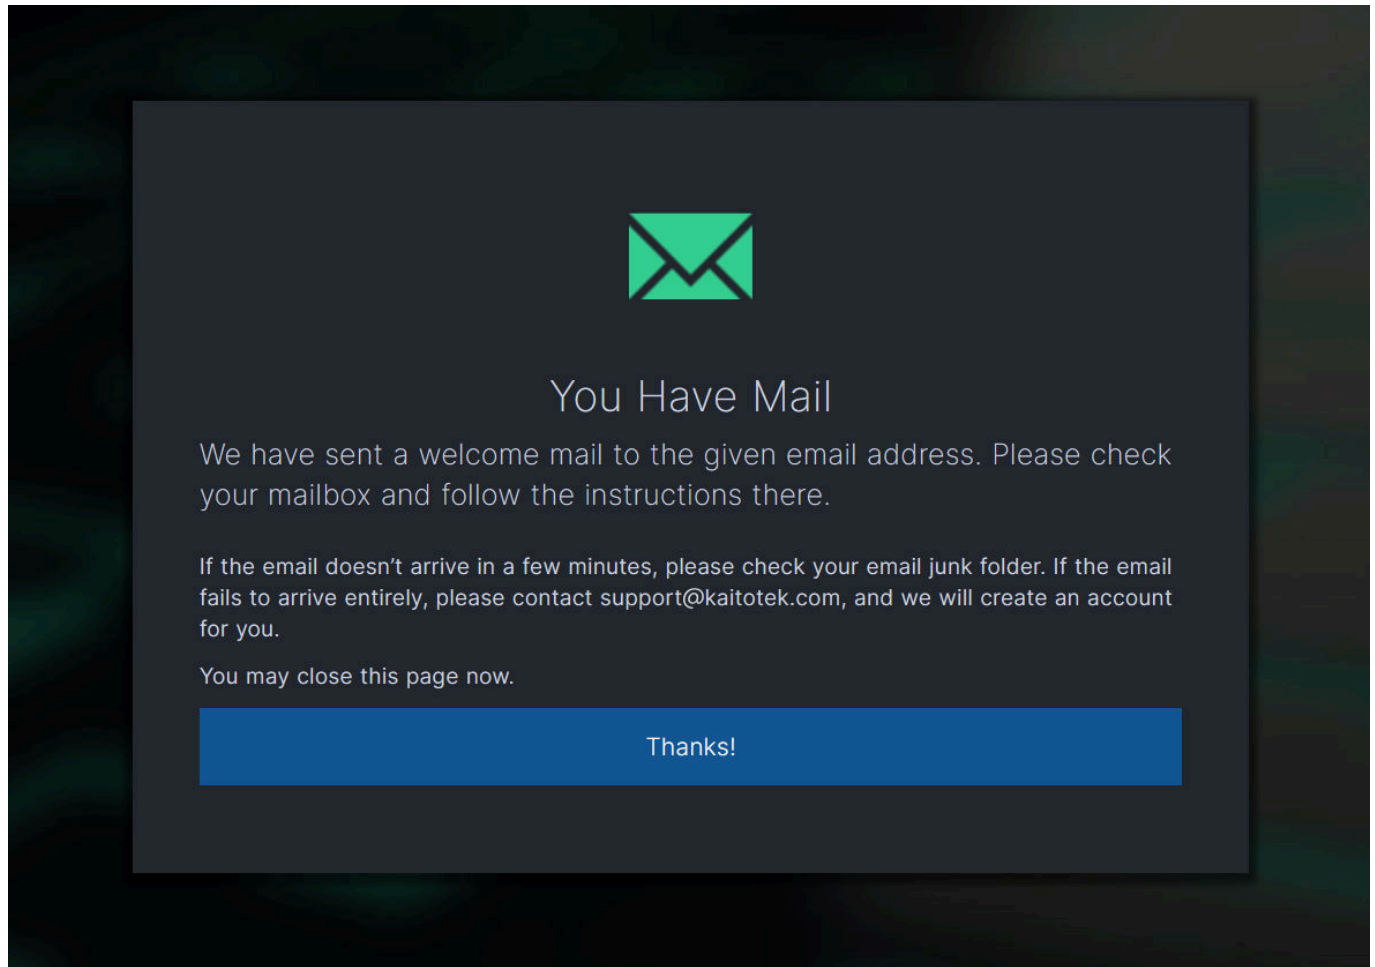 You Have Mail
We have sent a welcome mail to the given email address. Please check
your mailbox and follow the instructions there.
If the email doesn’t arrive in a few minutes, please check your email junk folder. If the email
fails to arrive entirely, please contact support@kaitotek.com, and we will create an account
for you.
You may close this page now.
Thanks!